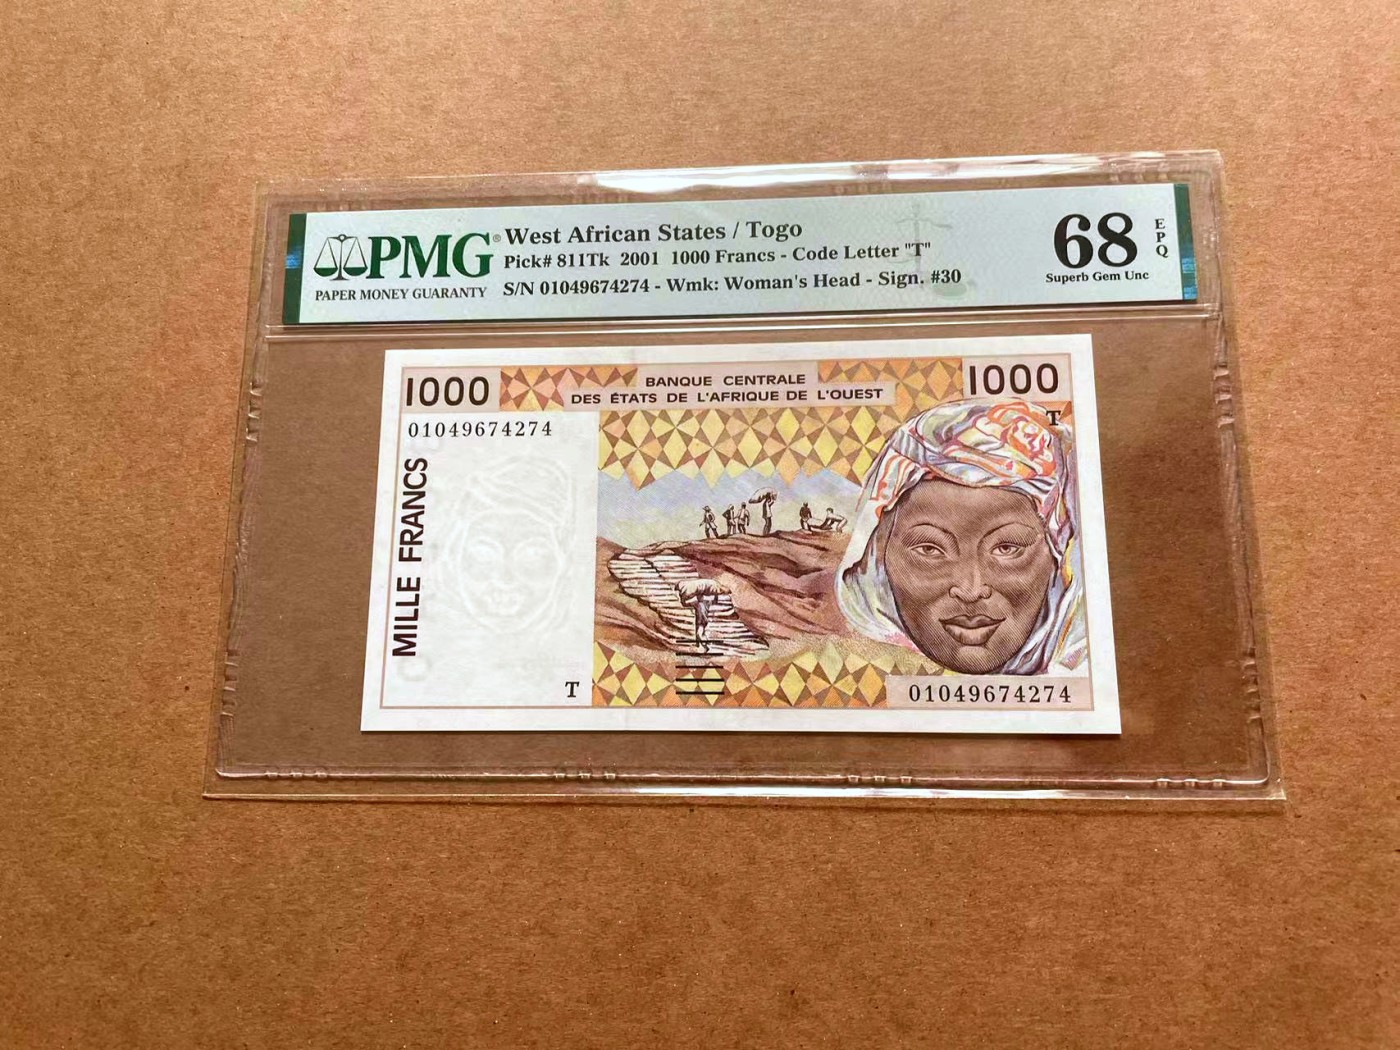 PMG®
PAPER MONEY GUARANTY
West African States / Togo
Pick# 811Tk 2001 1000 Francs - Code Letter "T"
S/N 01049674274 - Wmk: Woman's Head - Sign. #30
68
EPQ
Superb Gem Unc
1000
BANQUE CENTRALE
DES ÉTATS DE L'AFRIQUE DE L'OUEST
1000
T
01049674274
MILLE FRANCS
T
01049674274